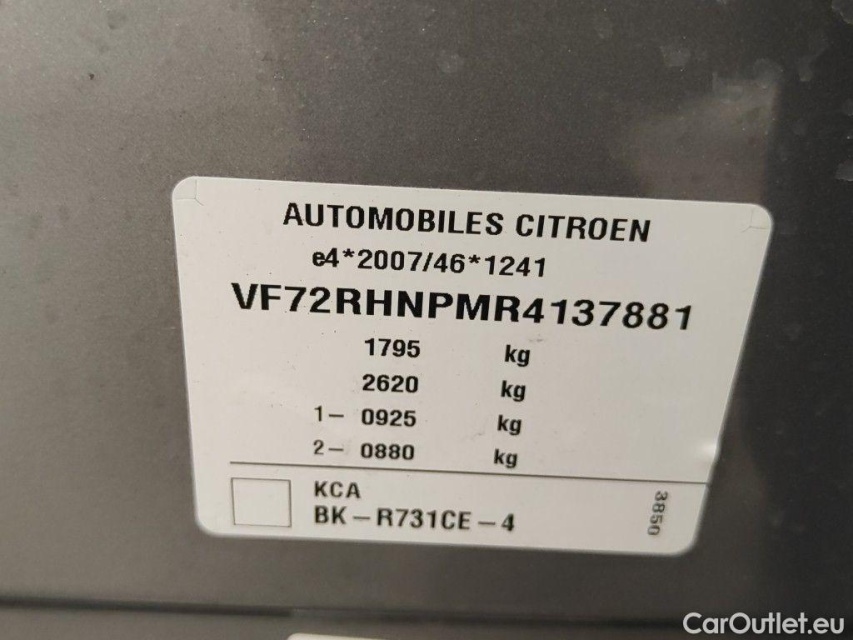 AUTOMOBILES CITROEN
e4*2007/46*1241
VF72RHNPMR4137881
1795 kg
2620 kg
1- 0925 kg
2- 0880 kg
KCA
BK-R731CE-4
3850
CarOutlet.eu